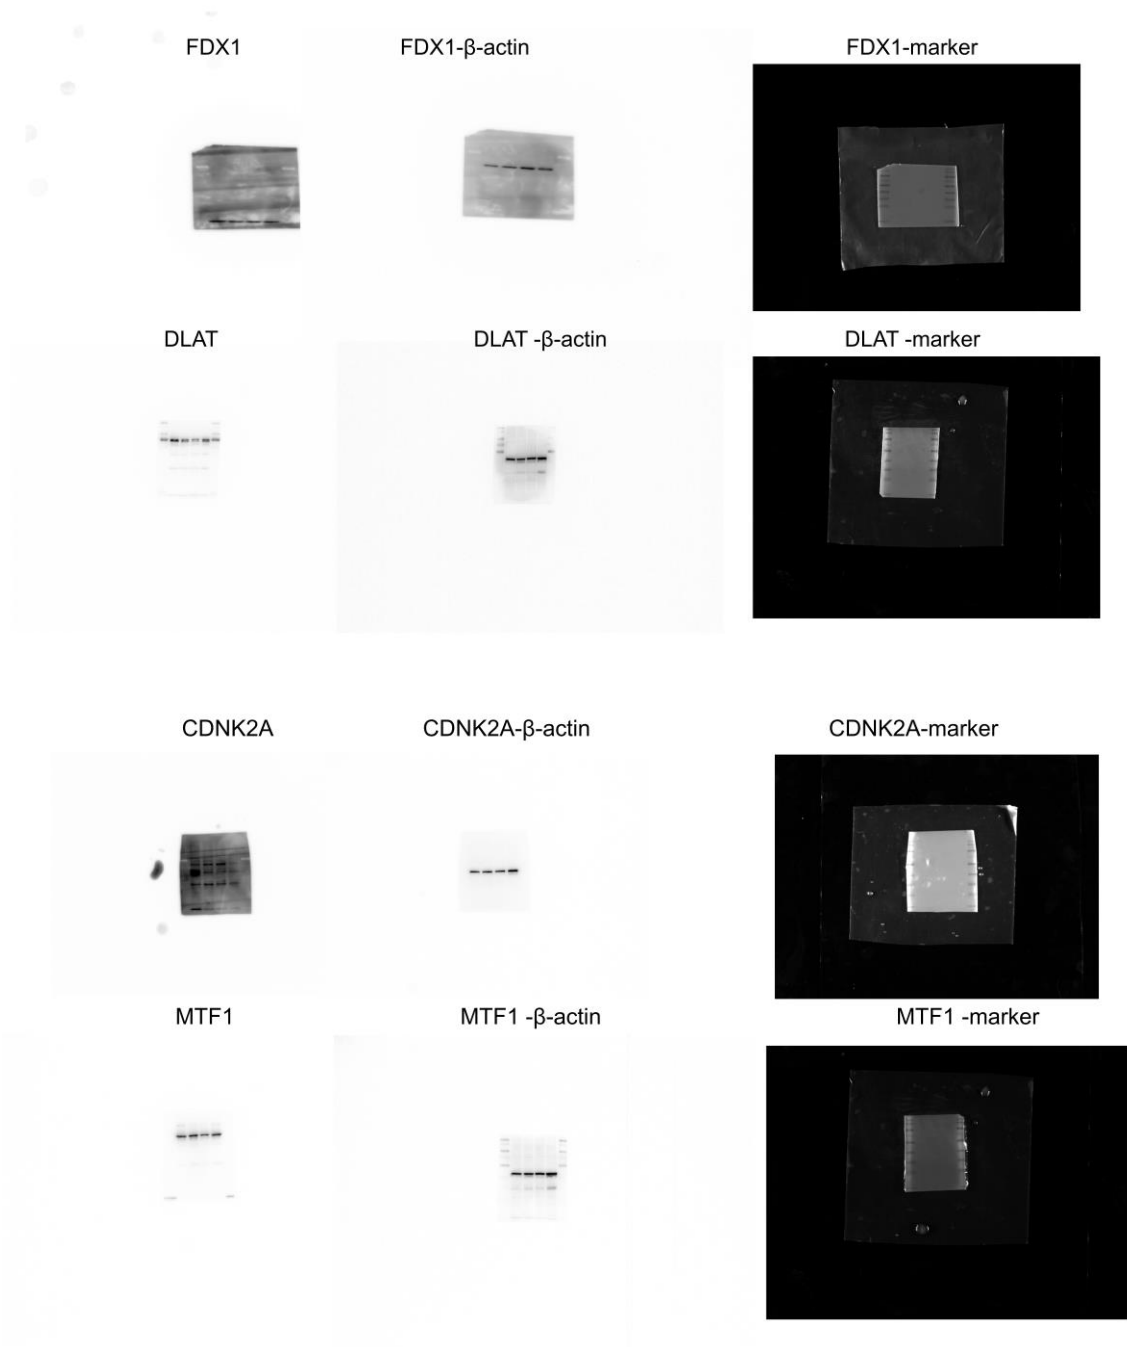 FDX1 FDX1-β-actin FDX1-marker
DLAT DLAT -β-actin DLAT -marker
CDNK2A CDNK2A-β-actin CDNK2A-marker
MTF1 MTF1 -β-actin MTF1 -marker